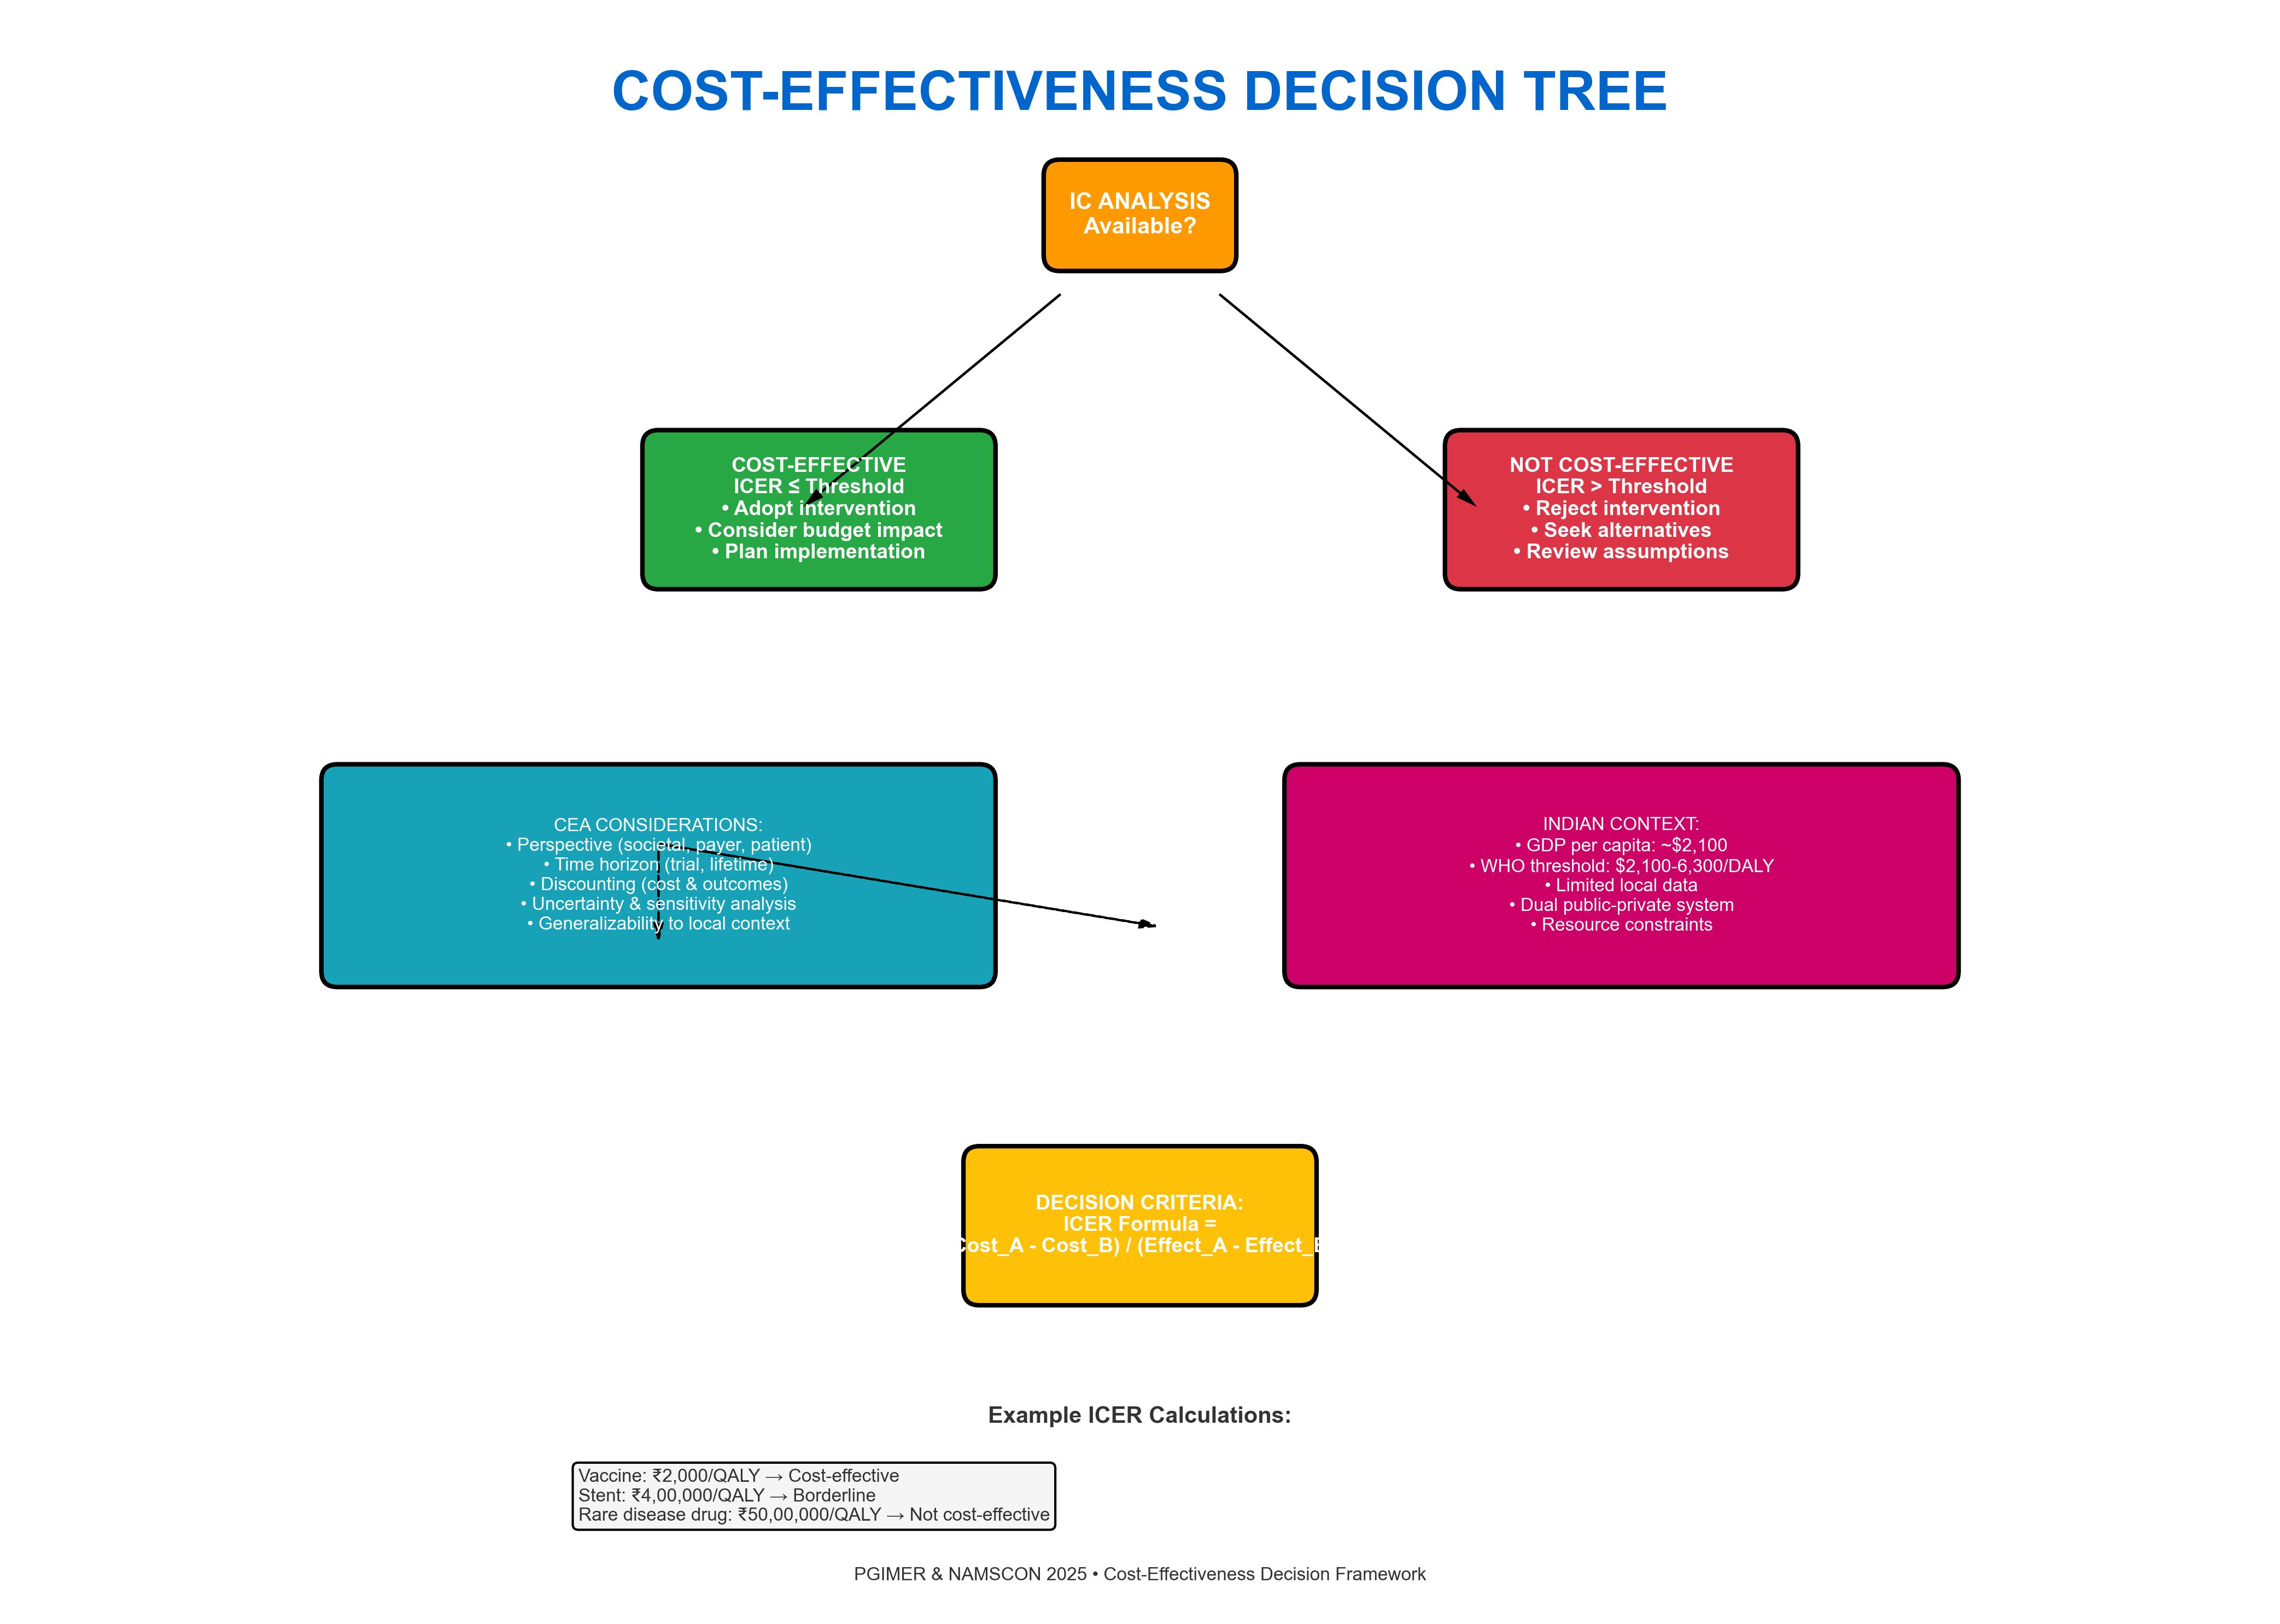 COST-EFFECTIVENESS DECISION TREE
IC ANALYSIS
Available?
COST-EFFECTIVE
ICER ≤ Threshold
• Adopt intervention
• Consider budget impact
• Plan implementation
NOT COST-EFFECTIVE
ICER > Threshold
• Reject intervention
• Seek alternatives
• Review assumptions
CEA CONSIDERATIONS:
• Perspective (societal, payer, patient)
• Time horizon (trial, lifetime)
• Discounting (cost & outcomes)
• Uncertainty & sensitivity analysis
• Generalizability to local context
INDIAN CONTEXT:
• GDP per capita: ~$2,100
• WHO threshold: $2,100-6,300/DALY
• Limited local data
• Dual public-private system
• Resource constraints
DECISION CRITERIA:
ICER Formula =
Cost_A - Cost_B) / (Effect_A - Effect_B
Example ICER Calculations:
Vaccine: ₹2,000/QALY → Cost-effective
Stent: ₹4,00,000/QALY → Borderline
Rare disease drug: ₹50,00,000/QALY → Not cost-effective
PGIMER & NAMSCON 2025 • Cost-Effectiveness Decision Framework